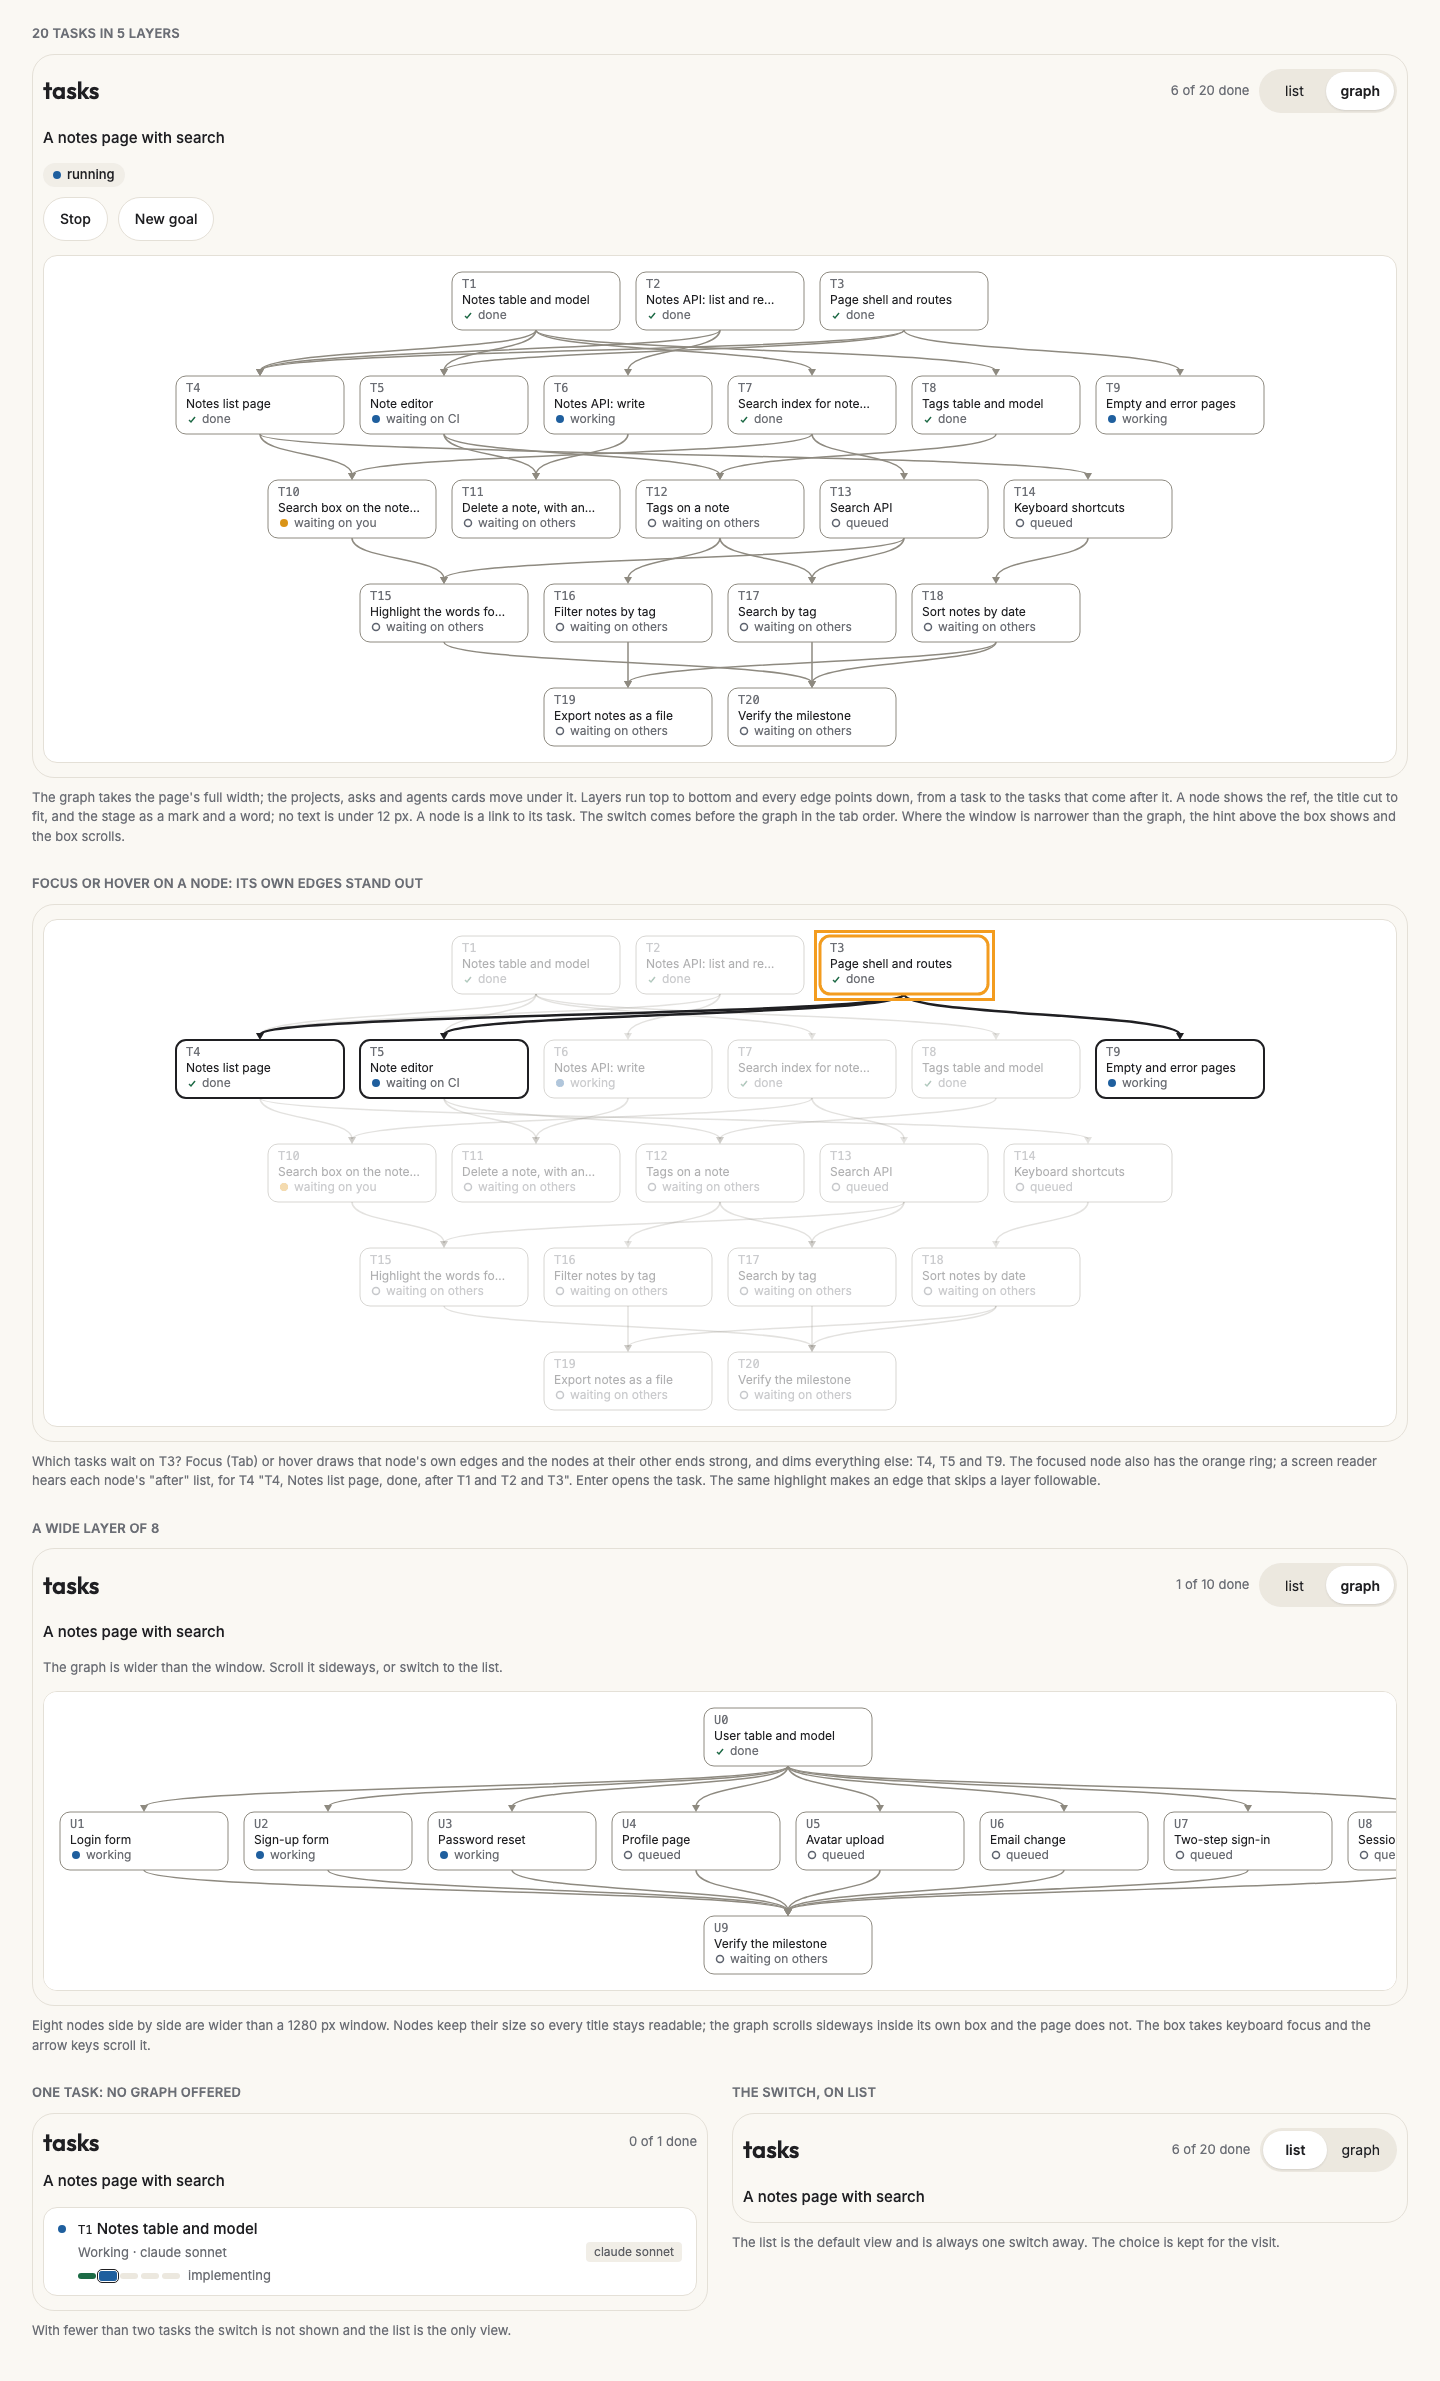 20 TASKS IN 5 LAYERS
tasks
6 of 20 done
list
graph
A notes page with search
running
Stop
New goal
T1
Notes table and model
done
T2
Notes API: list and re...
done
T3
Page shell and routes
done
T4
Notes list page
done
T5
Note editor
waiting on CI
T6
Notes API: write
working
T7
Search index for note...
done
T8
Tags table and model
done
T9
Empty and error pages
working
T10
Search box on the note...
waiting on you
T11
Delete a note, with an...
waiting on others
T12
Tags on a note
waiting on others
T13
Search API
queued
T14
Keyboard shortcuts
queued
T15
Highlight the words fo...
waiting on others
T16
Filter notes by tag
waiting on others
T17
Search by tag
waiting on others
T18
Sort notes by date
waiting on others
T19
Export notes as a file
waiting on others
T20
Verify the milestone
waiting on others
The graph takes the page's full width; the projects, asks and agents cards move under it. Layers run top to bottom and every edge points down, from a task to the tasks that come after it. A node shows the ref, the title cut to
fit, and the stage as a mark and a word; no text is under 12 px. A node is a link to its task. The switch comes before the graph in the tab order. Where the window is narrower than the graph, the hint above the box shows and
the box scrolls.
FOCUS OR HOVER ON A NODE: ITS OWN EDGES STAND OUT
T1
Notes table and model
done
T2
Notes API: list and re...
done
T3
Page shell and routes
done
T4
Notes list page
done
T5
Note editor
waiting on CI
T6
Notes API: write
working
T7
Search index for note...
done
T8
Tags table and model
done
T9
Empty and error pages
working
T10
Search box on the note...
waiting on you
T11
Delete a note, with an...
waiting on others
T12
Tags on a note
waiting on others
T13
Search API
queued
T14
Keyboard shortcuts
queued
T15
Highlight the words fo...
waiting on others
T16
Filter notes by tag
waiting on others
T17
Search by tag
waiting on others
T18
Sort notes by date
waiting on others
T19
Export notes as a file
waiting on others
T20
Verify the milestone
waiting on others
Which tasks wait on T3? Focus (Tab) or hover draws that node's own edges and the nodes at their other ends strong, and dims everything else: T4, T5 and T9. The focused node also has the orange ring; a screen reader
hears each node's "after" list, for T4 "T4, Notes list page, done, after T1 and T2 and T3". Enter opens the task. The same highlight makes an edge that skips a layer followable.
A WIDE LAYER OF 8
tasks
1 of 10 done
list
graph
A notes page with search
The graph is wider than the window. Scroll it sideways, or switch to the list.
U0
User table and model
done
U1
Login form
working
U2
Sign-up form
working
U3
Password reset
working
U4
Profile page
queued
U5
Avatar upload
queued
U6
Email change
queued
U7
Two-step sign-in
queued
U8
Sessio
que
U9
Verify the milestone
waiting on others
Eight nodes side by side are wider than a 1280 px window. Nodes keep their size so every title stays readable; the graph scrolls sideways inside its own box and the page does not. The box takes keyboard focus and the
arrow keys scroll it.
ONE TASK: NO GRAPH OFFERED
tasks
0 of 1 done
A notes page with search
T1 Notes table and model
Working · claude sonnet
claude sonnet
implementing
With fewer than two tasks the switch is not shown and the list is the only view.
THE SWITCH, ON LIST
tasks
6 of 20 done
list
graph
A notes page with search
The list is the default view and is always one switch away. The choice is kept for the visit.